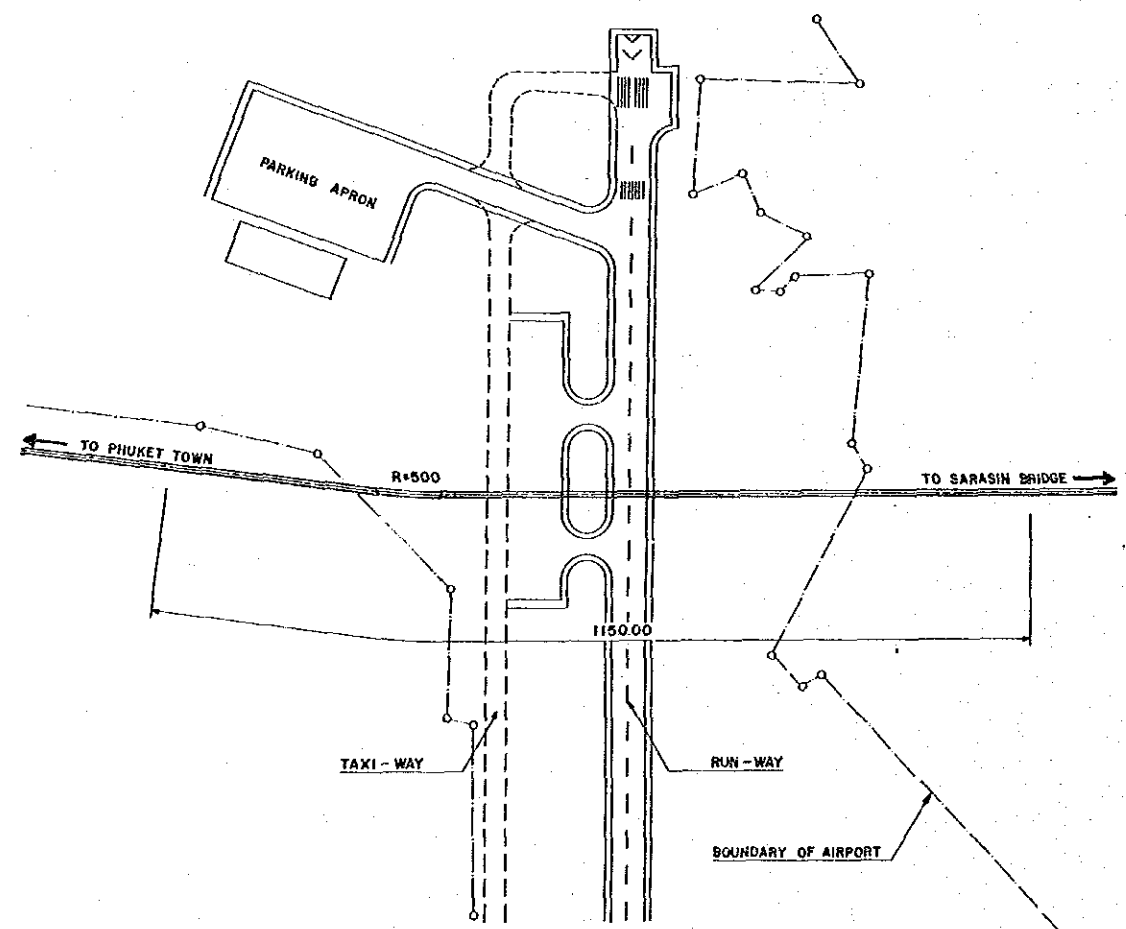 PARKING APRON
TO PHUKET TOWN
R=500
TO SARASIN BRIDGE
1150.00
TAXI-WAY
RUN-WAY
BOUNDARY OF AIRPORT